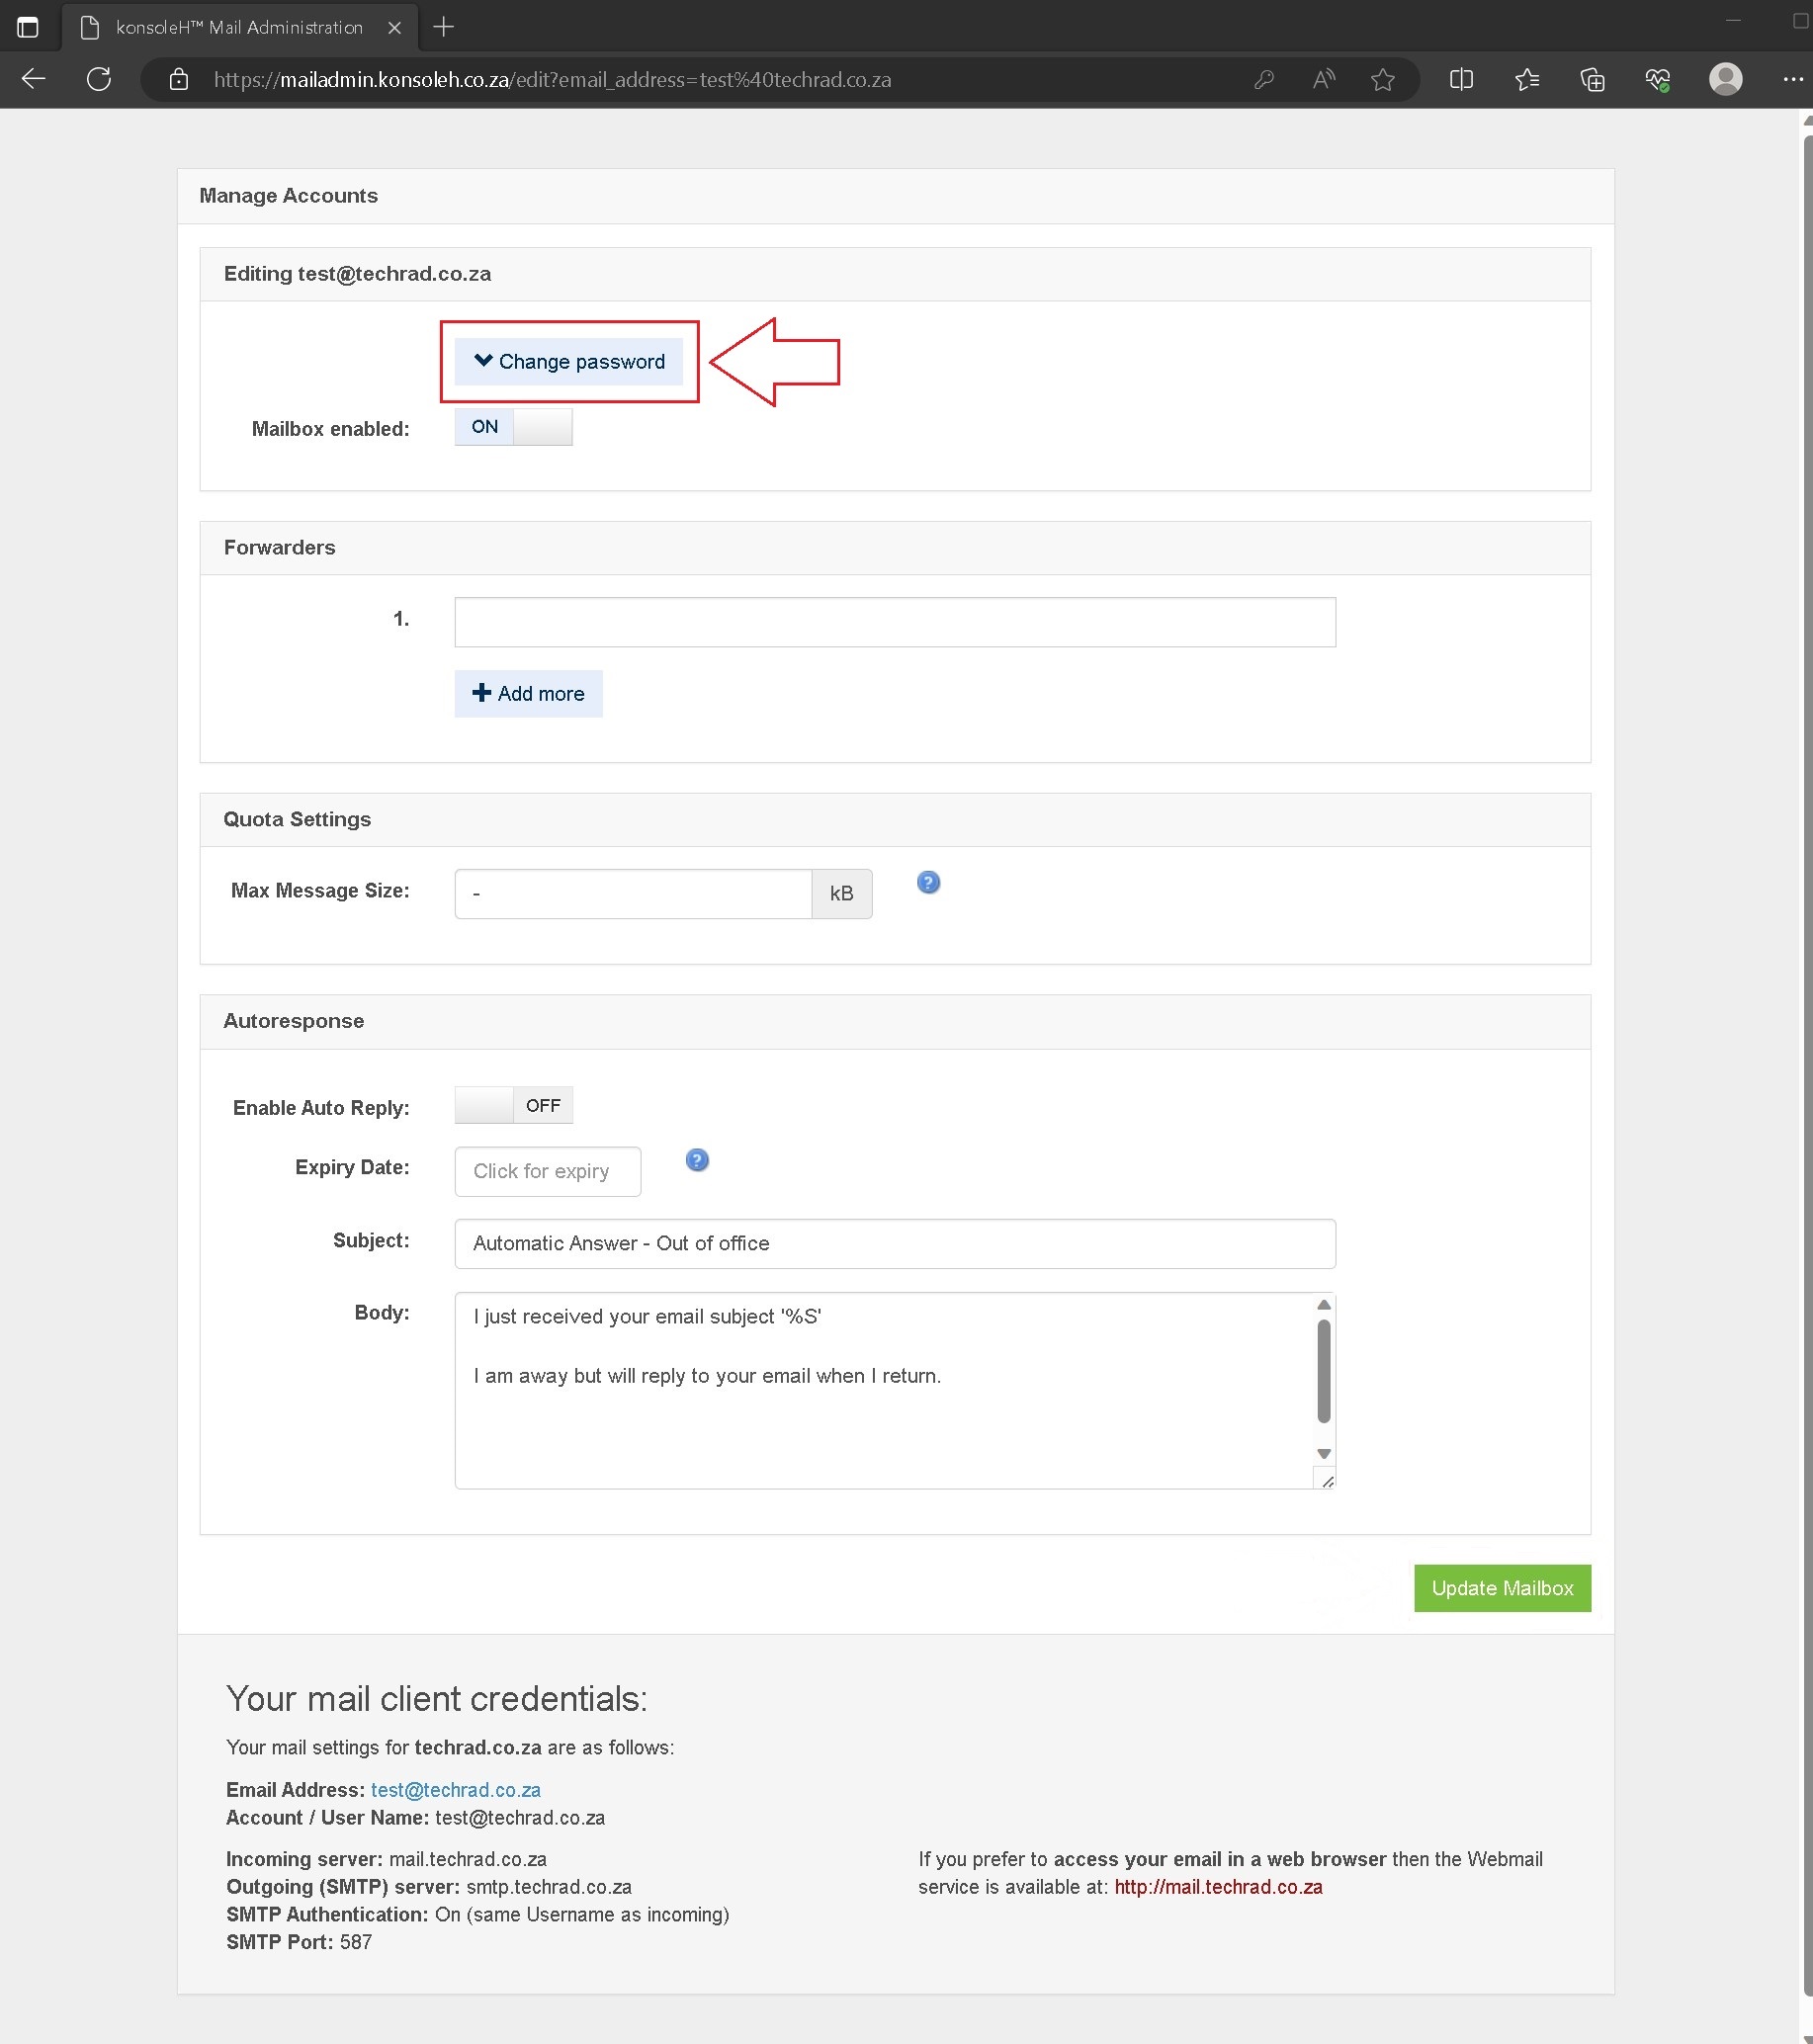 konsoleH™ Mail Administration
https://mailadmin.konsoleh.co.za/edit?email_address=test%40techrad.co.za
Manage Accounts
Editing test@techrad.co.za
Change password
Mailbox enabled: ON
Forwarders
1.
Add more
Quota Settings
Max Message Size: - kB
Autoresponse
Enable Auto Reply: OFF
Expiry Date: Click for expiry
Subject: Automatic Answer - Out of office
Body: I just received your email subject '%S'
I am away but will reply to your email when I return.
Update Mailbox
Your mail client credentials:
Your mail settings for techrad.co.za are as follows:
Email Address: test@techrad.co.za
Account / User Name: test@techrad.co.za
Incoming server: mail.techrad.co.za
Outgoing (SMTP) server: smtp.techrad.co.za
SMTP Authentication: On (same Username as incoming)
SMTP Port: 587
If you prefer to access your email in a web browser then the Webmail
service is available at: http://mail.techrad.co.za